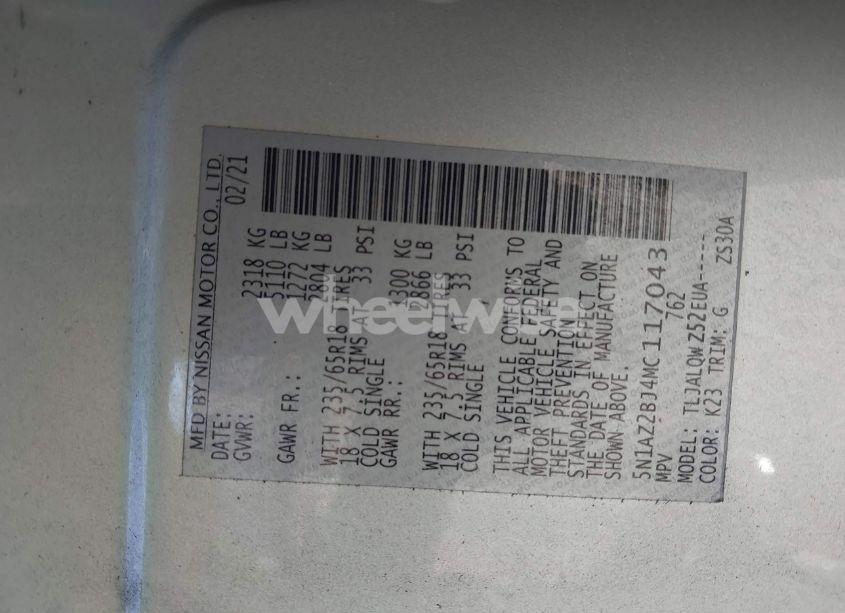 MFD BY NISSAN MOTOR CO., LTD.
DATE: 02/21
GVWR: 2318 KG
5110 LB
GAWR FR.: 1272 KG
2804 LB
WITH 235/65R18 TIRES
18 X 7.5 RIMS AT 33 PSI
COLD SINGLE
GAWR RR.: 1300 KG
2866 LB
WITH 235/65R18 TIRES
18 X 7.5 RIMS AT 33 PSI
COLD SINGLE
THIS VEHICLE CONFORMS TO
ALL APPLICABLE FEDERAL
MOTOR VEHICLE SAFETY AND
THEFT PREVENTION
STANDARDS IN EFFECT ON
THE DATE OF MANUFACTURE
SHOWN ABOVE.
5N1AZ2BJ4MC117043
MPV 762
MODEL: TLJALQWZ52EUA-----
COLOR: K23 TRIM: G ZS30A